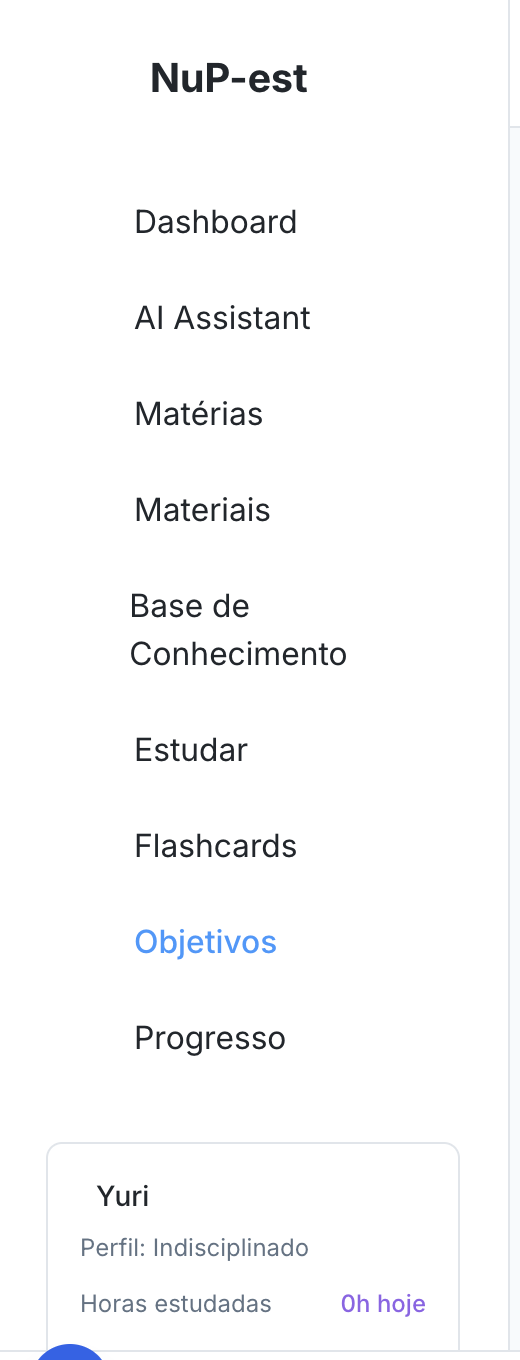 NuP-est
Dashboard
AI Assistant
Matérias
Materiais
Base de
Conhecimento
Estudar
Flashcards
Objetivos
Progresso
Yuri
Perfil: Indisciplinado
Horas estudadas 0h hoje